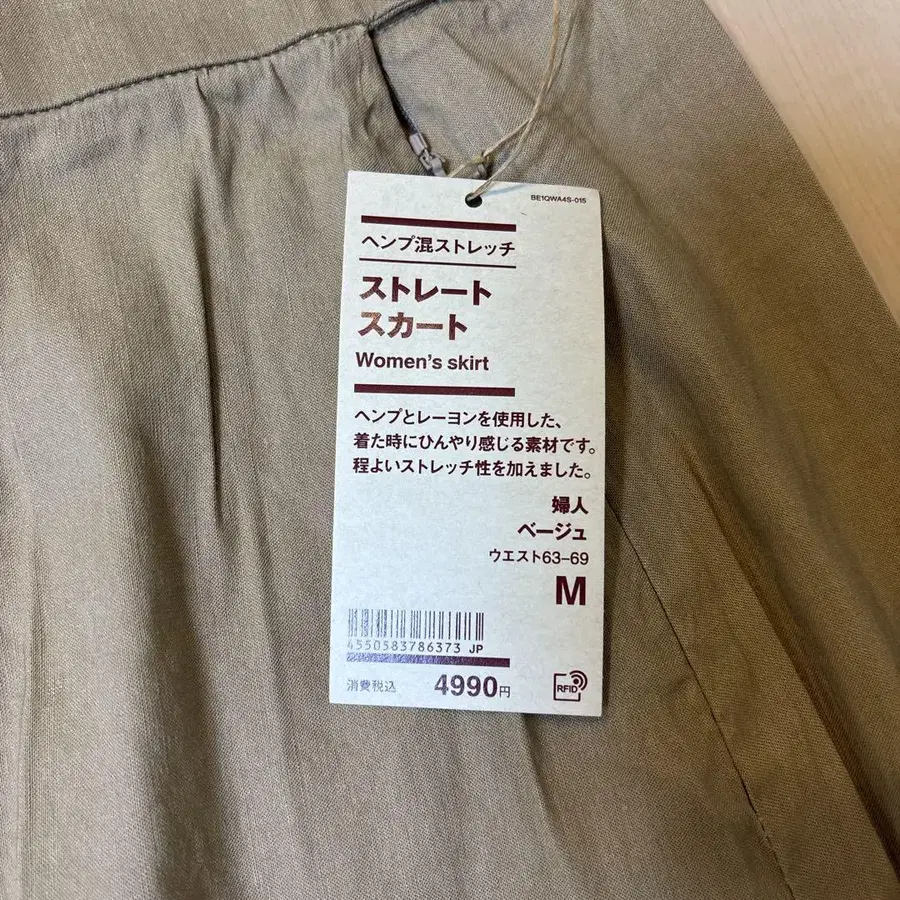 BE1QWA4S-015
ヘンプ混ストレッチ
ストレート
スカート
Women's skirt
ヘンプとレーヨンを使用した、
着た時にひんやり感じる素材です。
程よいストレッチ性を加えました。
婦人
ベージュ
ウエスト63–69
M
4550583786373 JP
消費税込 4990円
RFID